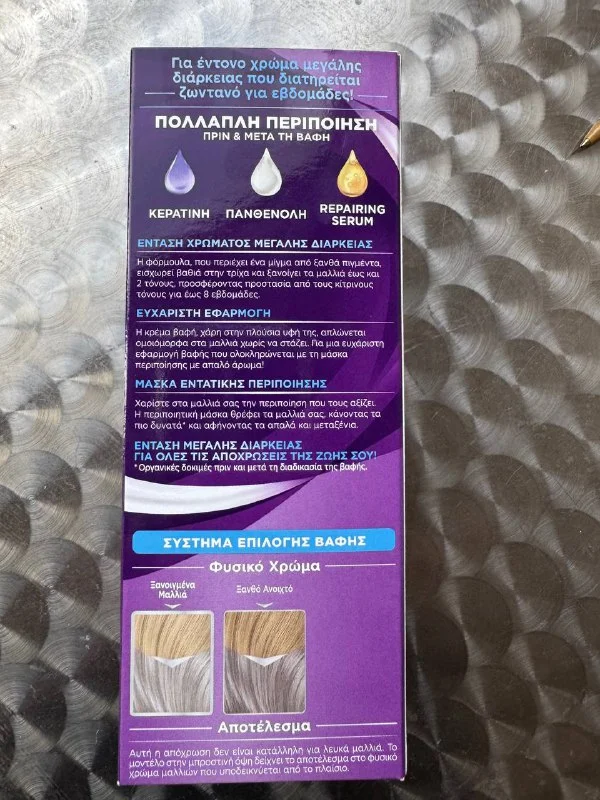 Για έντονο χρώμα μεγάλης
διάρκειας που διατηρείται
ζωντανό για εβδομάδες!
ΠΟΛΛΑΠΛΗ ΠΕΡΙΠΟΙΗΣΗ
ΠΡΙΝ & ΜΕΤΑ ΤΗ ΒΑΦΗ
ΚΕΡΑΤΙΝΗ ΠΑΝΘΕΝΟΛΗ REPAIRING
SERUM
ΕΝΤΑΣΗ ΧΡΩΜΑΤΟΣ ΜΕΓΑΛΗΣ ΔΙΑΡΚΕΙΑΣ
Η φόρμουλα, που περιέχει ένα μίγμα από ξανθά πιγμέντα,
εισχωρεί βαθιά στην τρίχα και ξανοίγει τα μαλλιά έως και
2 τόνους, προσφέροντας προστασία από τους κίτρινους
τόνους για έως 8 εβδομάδες.
ΕΥΧΑΡΙΣΤΗ ΕΦΑΡΜΟΓΗ
Η κρέμα βαφή, χάρη στην πλούσια υφή της, απλώνεται
ομοιόμορφα στα μαλλιά χωρίς να στάζει. Για μια ευχάριστη
εφαρμογή βαφής που ολοκληρώνεται με τη μάσκα
περιποίησης με απαλό άρωμα!
ΜΑΣΚΑ ΕΝΤΑΤΙΚΗΣ ΠΕΡΙΠΟΙΗΣΗΣ
Χαρίστε στα μαλλιά σας την περιποίηση που τους αξίζει.
Η περιποιητική μάσκα θρέφει τα μαλλιά σας, κάνοντας τα
πιο δυνατά* και αφήνοντας τα απαλά και μεταξένια.
ΕΝΤΑΣΗ ΜΕΓΑΛΗΣ ΔΙΑΡΚΕΙΑΣ
ΓΙΑ ΟΛΕΣ ΤΙΣ ΑΠΟΧΡΩΣΕΙΣ ΤΗΣ ΖΩΗΣ ΣΟΥ!
*Οργανικές δοκιμές πριν και μετά τη διαδικασία της βαφής.
ΣΥΣΤΗΜΑ ΕΠΙΛΟΓΗΣ ΒΑΦΗΣ
Φυσικό Χρώμα
Ξανοιγμένα
Μαλλιά
Ξανθό Ανοιχτό
Αποτέλεσμα
Αυτή η απόχρωση δεν είναι κατάλληλη για λευκά μαλλιά. Το
μοντέλο στην μπροστινή όψη δείχνει το αποτέλεσμα στο φυσικό
χρώμα μαλλιών που υποδεικνύεται από το πλαίσιο.